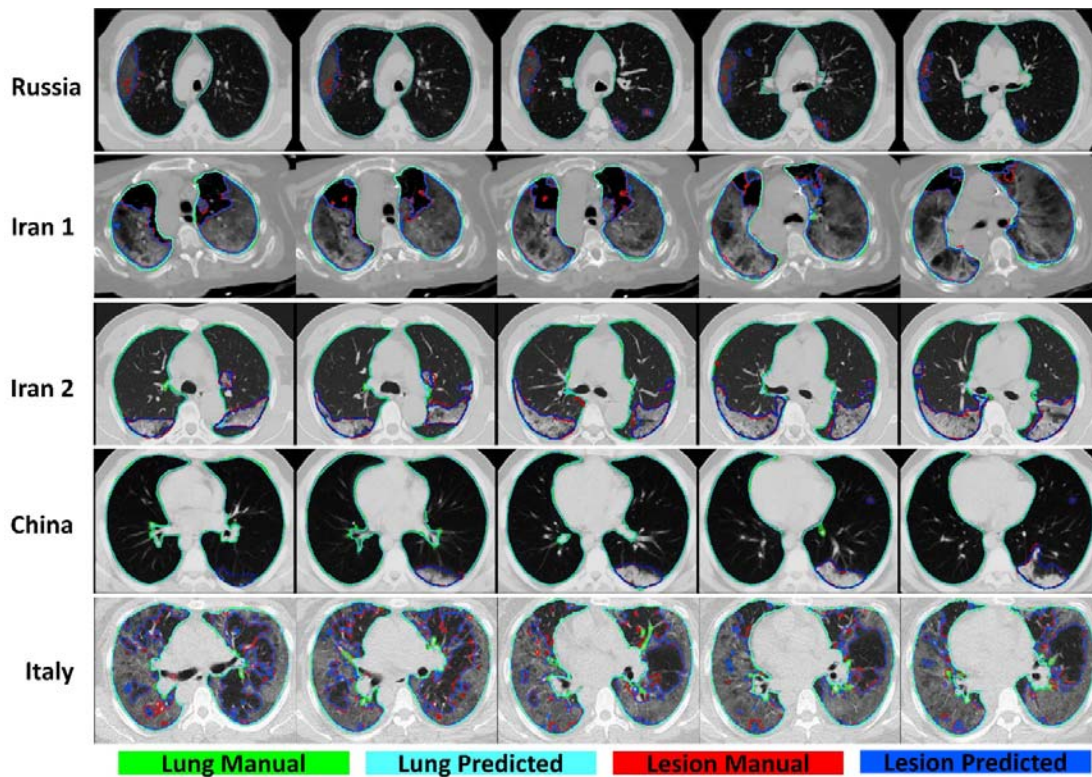 Russia
Iran 1
Iran 2
China
Italy
Lung Manual Lung Predicted Lesion Manual Lesion Predicted